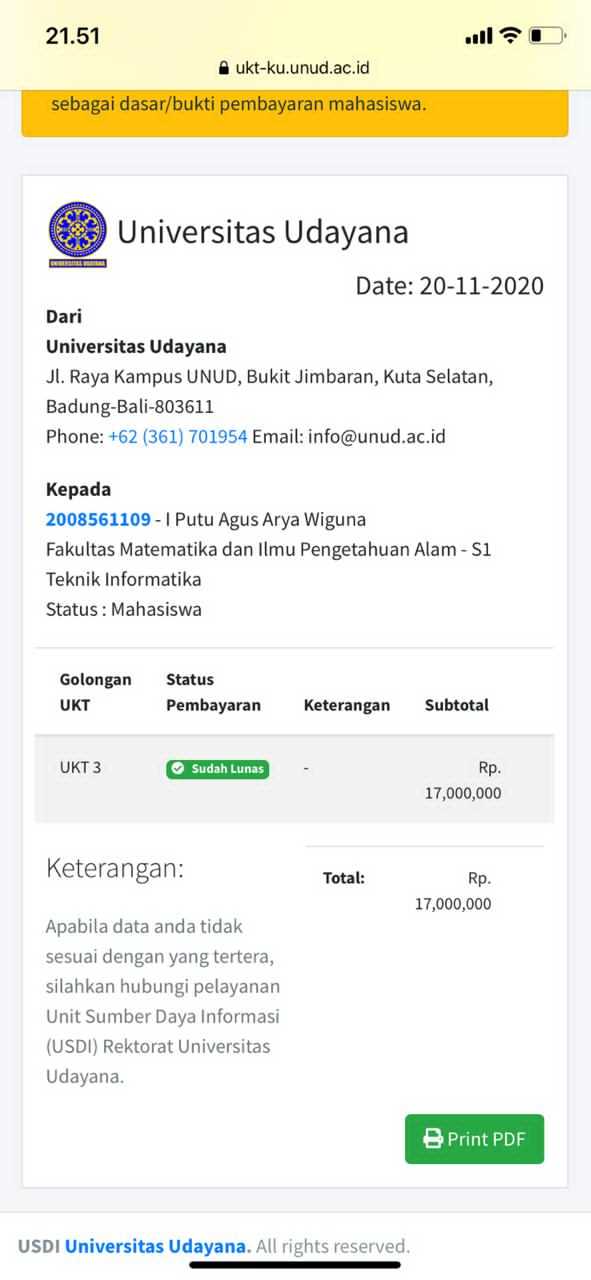 21.51
ukt-ku.unud.ac.id
sebagai dasar/bukti pembayaran mahasiswa.
UNIVERSITAS UDAYANA
Universitas Udayana
Date: 20-11-2020
Dari
Universitas Udayana
Jl. Raya Kampus UNUD, Bukit Jimbaran, Kuta Selatan,
Badung-Bali-803611
Phone: +62 (361) 701954 Email: info@unud.ac.id
Kepada
2008561109 - I Putu Agus Arya Wiguna
Fakultas Matematika dan Ilmu Pengetahuan Alam - S1
Teknik Informatika
Status : Mahasiswa
Golongan UKT Status Pembayaran Keterangan Subtotal
UKT 3 Sudah Lunas - Rp. 17,000,000
Keterangan:
Total: Rp. 17,000,000
Apabila data anda tidak
sesuai dengan yang tertera,
silahkan hubungi pelayanan
Unit Sumber Daya Informasi
(USDI) Rektorat Universitas
Udayana.
Print PDF
USDI Universitas Udayana. All rights reserved.